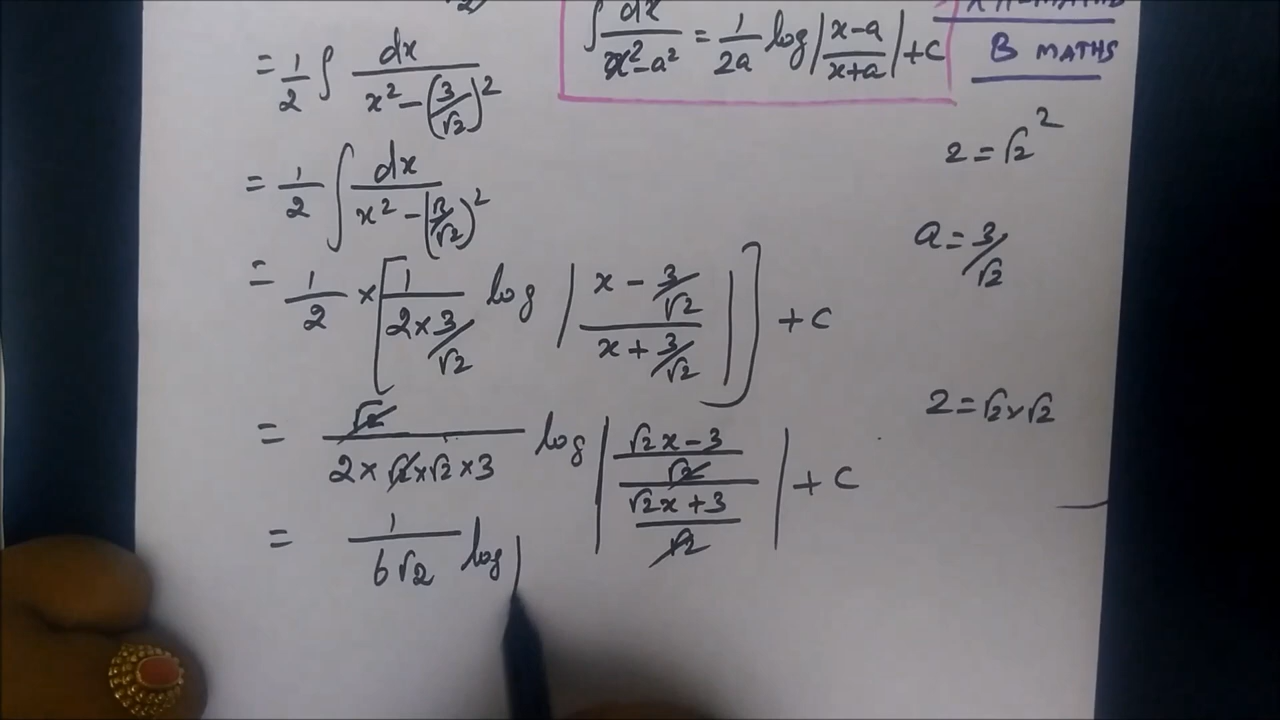 ∫ dx/(x²-a²) = 1/2a log|(x-a)/(x+a)| + C
B MATHS
= 1/2 ∫ dx/(x² - (3/√2)²)
2 = √2²
= 1/2 ∫ dx/(x² - (3/√2)²)
a = 3/√2
= 1/2 × [1/(2×3/√2) log |(x - 3/√2)/(x + 3/√2)|] + C
2 = √2×√2
= √2/(2×√2×√2×3) log |((√2x-3)/√2)/((√2x+3)/√2)| + C
= 1/(6√2) log|